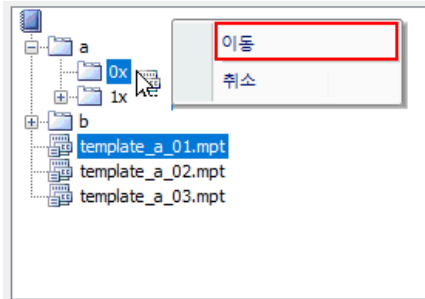 a
0x
1x
b
template_a_01.mpt
template_a_02.mpt
template_a_03.mpt
이동
취소